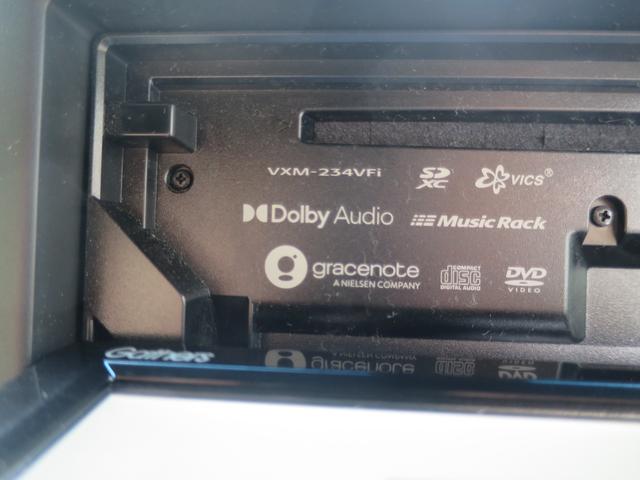 VXM-234VFi SD XC VICS®
Dolby Audio Music Rack
gracenote COMPACT disc DIGITAL AUDIO DVD VIDEO
A NIELSEN COMPANY
Gathers